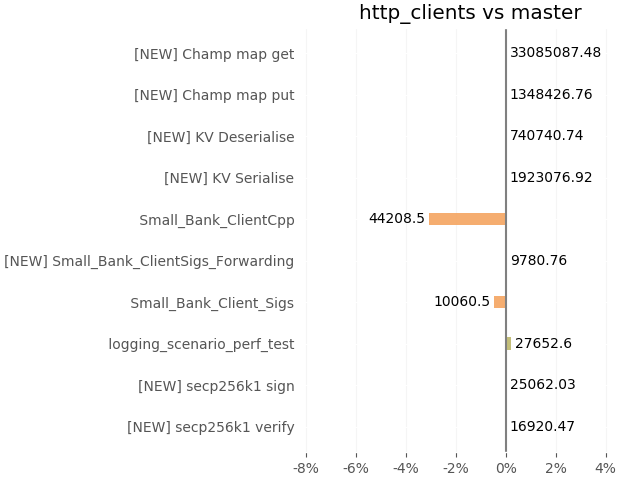 http_clients vs master
[NEW] Champ map get 33085087.48
[NEW] Champ map put 1348426.76
[NEW] KV Deserialise 740740.74
[NEW] KV Serialise 1923076.92
Small_Bank_ClientCpp 44208.5
[NEW] Small_Bank_ClientSigs_Forwarding 9780.76
Small_Bank_Client_Sigs 10060.5
logging_scenario_perf_test 27652.6
[NEW] secp256k1 sign 25062.03
[NEW] secp256k1 verify 16920.47
-8% -6% -4% -2% 0% 2% 4%